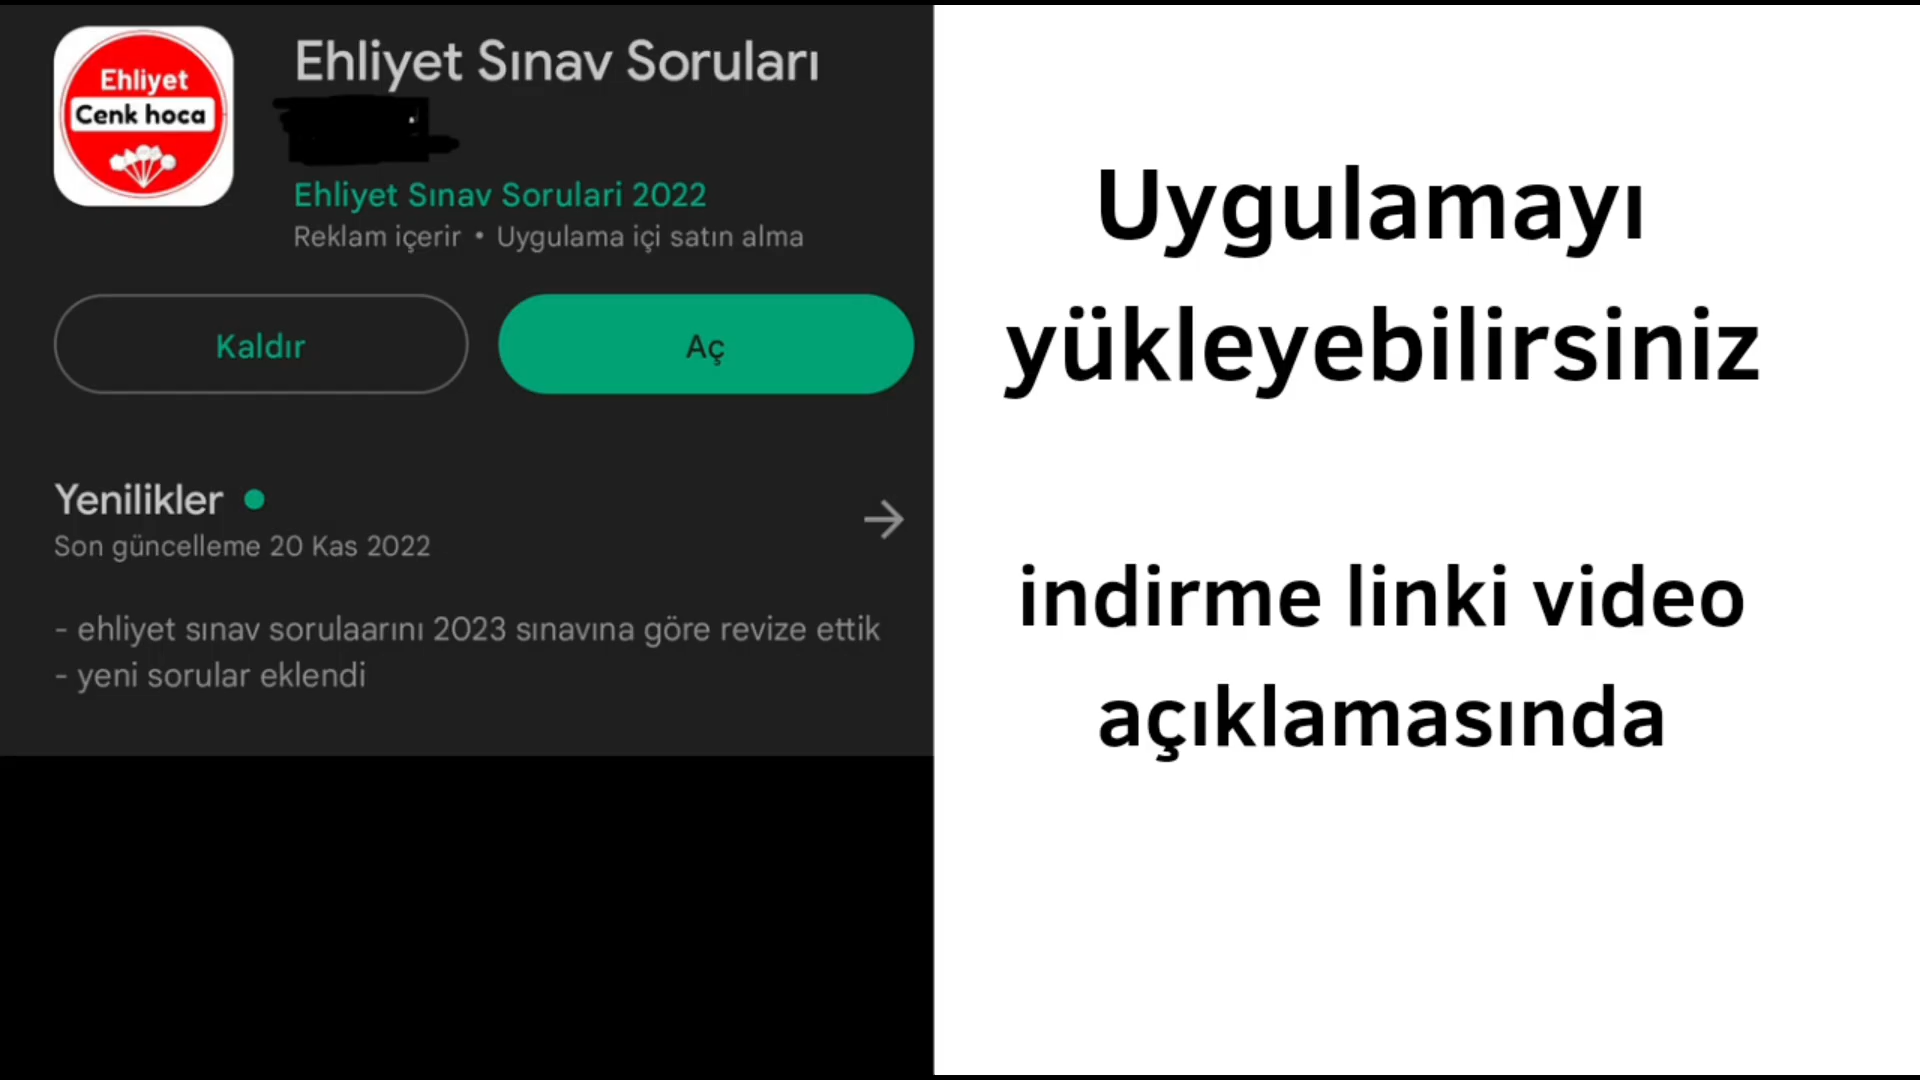 Ehliyet
Cenk hoca
Ehliyet Sınav Soruları
Ehliyet Sınav Sorulari 2022
Reklam içerir • Uygulama içi satın alma
Kaldır
Aç
Yenilikler
Son güncelleme 20 Kas 2022
- ehliyet sınav sorulaarını 2023 sınavına göre revize ettik
- yeni sorular eklendi
Uygulamayı
yükleyebilirsiniz
indirme linki video
açıklamasında